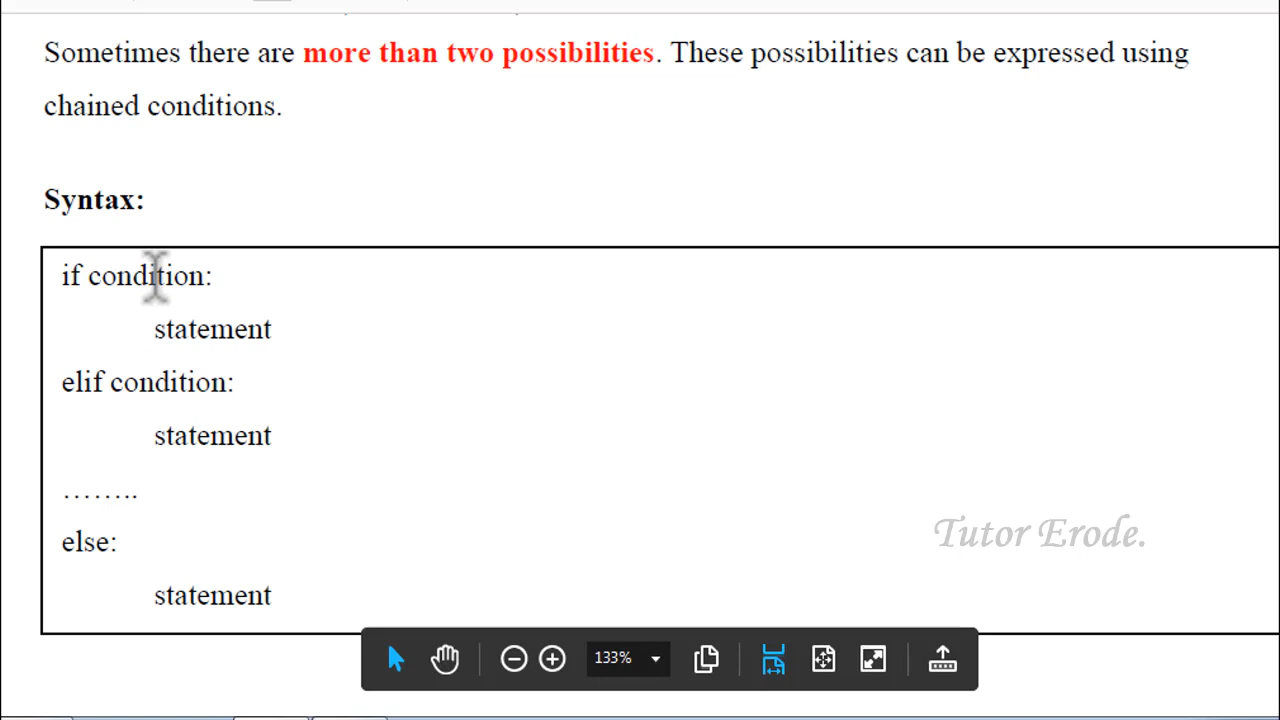 Sometimes there are more than two possibilities. These possibilities can be expressed using
chained conditions.
Syntax:
if condition:
statement
elif condition:
statement
……..
else:
statement
Tutor Erode.
133%